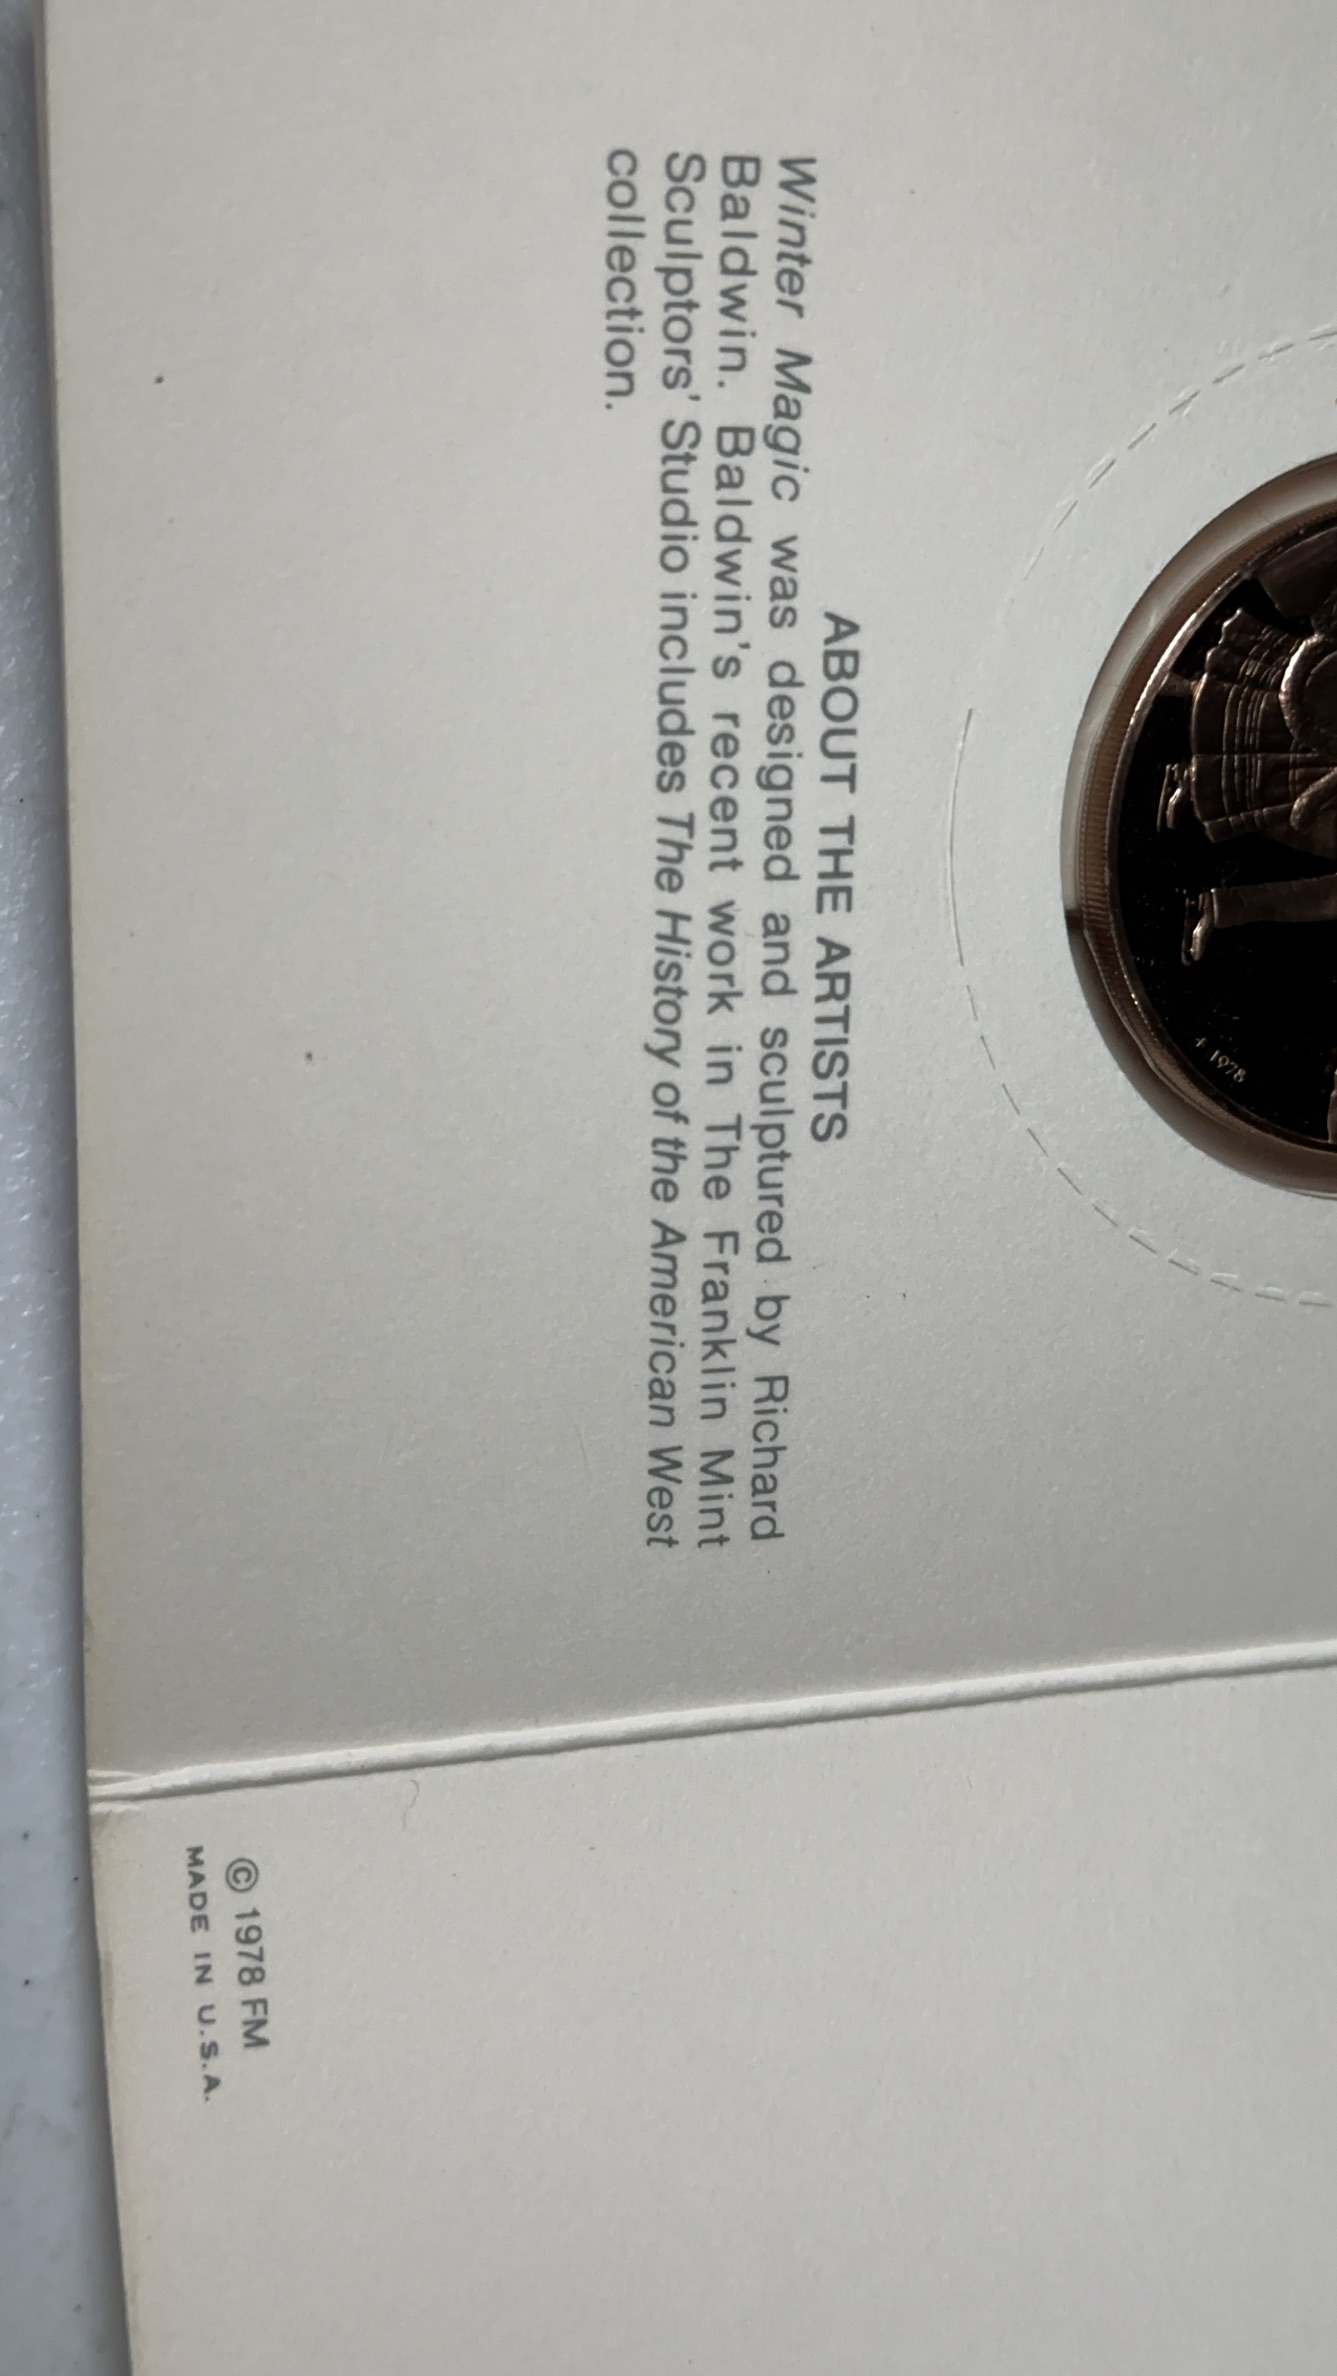 + 1978
ABOUT THE ARTISTS
Winter Magic was designed and sculptured by Richard
Baldwin. Baldwin's recent work in The Franklin Mint
Sculptors' Studio includes The History of the American West
collection.
© 1978 FM
MADE IN U.S.A.